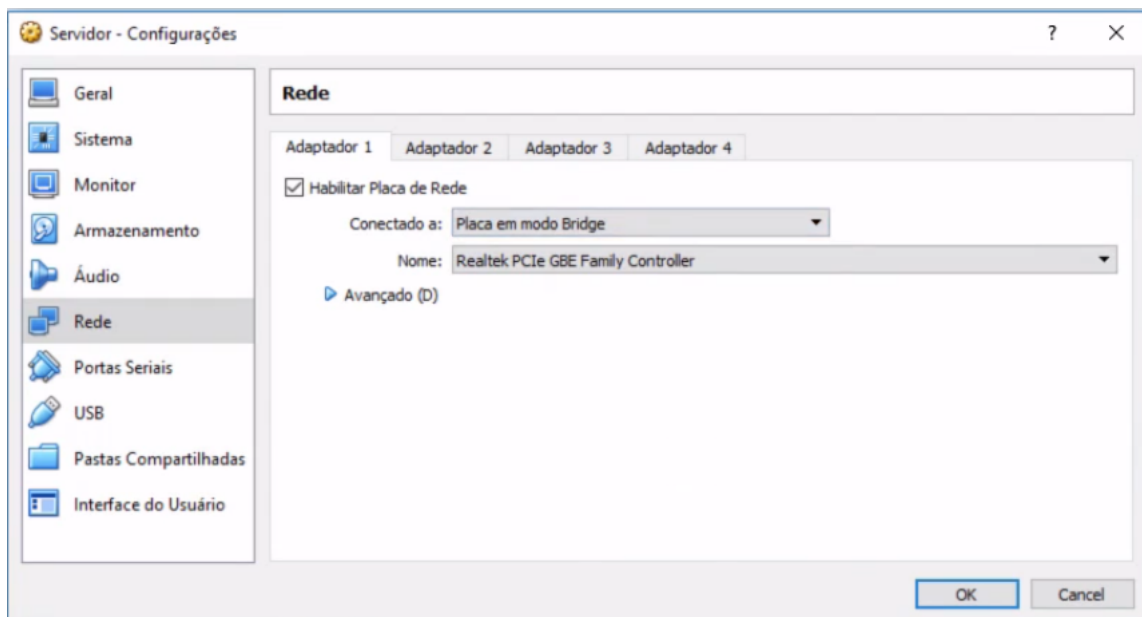 Servidor - Configurações
?
Geral
Sistema
Monitor
Armazenamento
Áudio
Rede
Portas Seriais
USB
Pastas Compartilhadas
Interface do Usuário
Rede
Adaptador 1 Adaptador 2 Adaptador 3 Adaptador 4
Habilitar Placa de Rede
Conectado a: Placa em modo Bridge
Nome: Realtek PCIe GBE Family Controller
Avançado (D)
OK Cancel